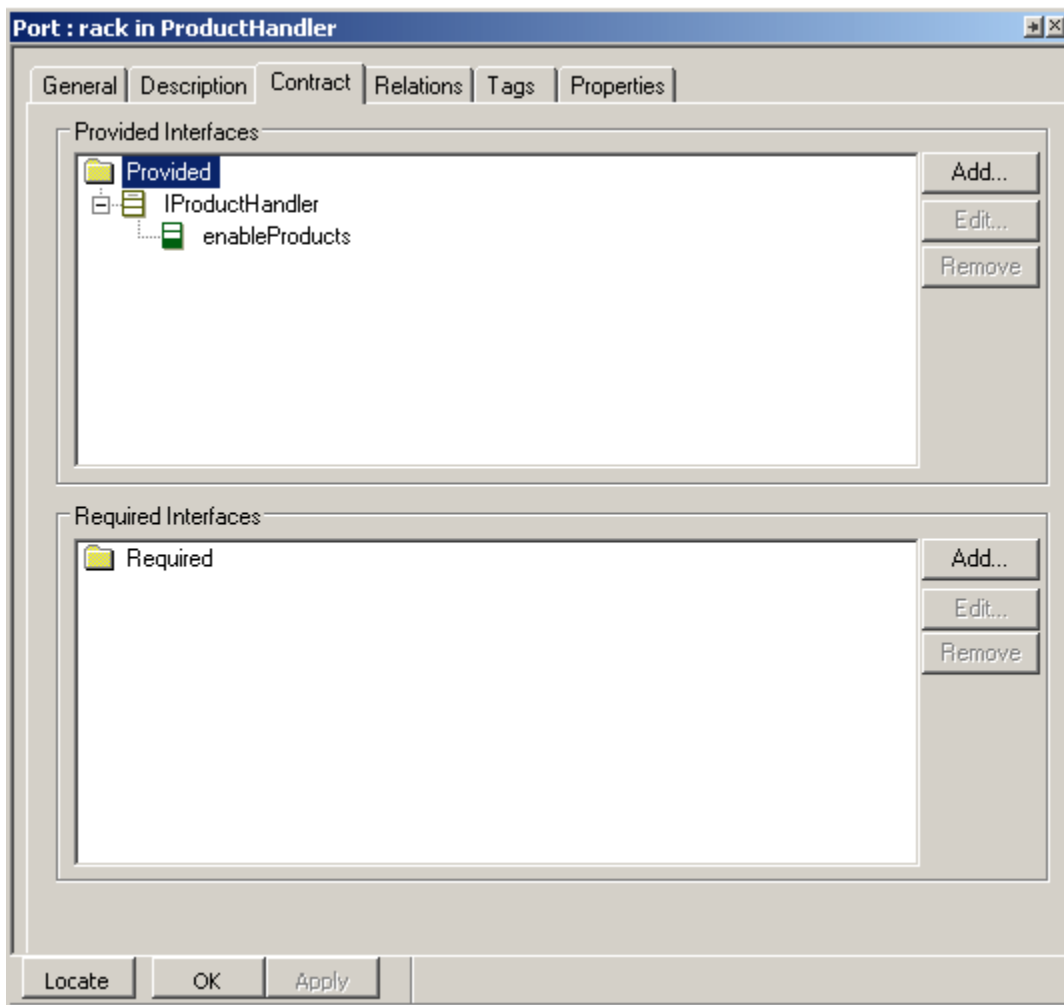 Port : rack in ProductHandler
General Description Contract Relations Tags Properties
Provided Interfaces
Provided
IProductHandler
enableProducts
Add...
Edit...
Remove
Required Interfaces
Required
Add...
Edit...
Remove
Locate OK Apply